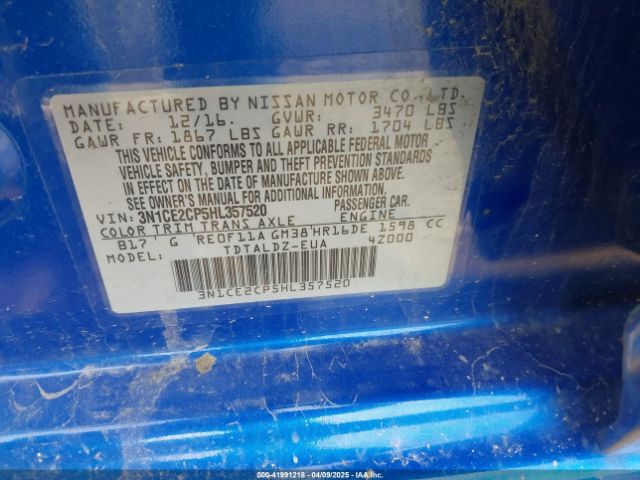 MANUFACTURED BY NISSAN MOTOR CO., LTD.
DATE: 12/16. GVWR: 3470 LBS
GAWR FR: 1867 LBS GAWR RR: 1704 LBS
THIS VEHICLE CONFORMS TO ALL APPLICABLE FEDERAL MOTOR
VEHICLE SAFETY, BUMPER AND THEFT PREVENTION STANDARDS
IN EFFECT ON THE DATE OF MANUFACTURE SHOWN ABOVE.
SEE OWNER'S MANUAL FOR ADDITIONAL INFORMATION.
VIN: 3N1CE2CP5HL357520 PASSENGER CAR.
COLOR TRIM TRANS AXLE ENGINE
B17 G RE0F11A GM38 HR16DE 1598 CC
MODEL: TDTALDZ-EUA 4Z000
3N1CE2CP5HL357520
000-41991218 - 04/09/2025 -